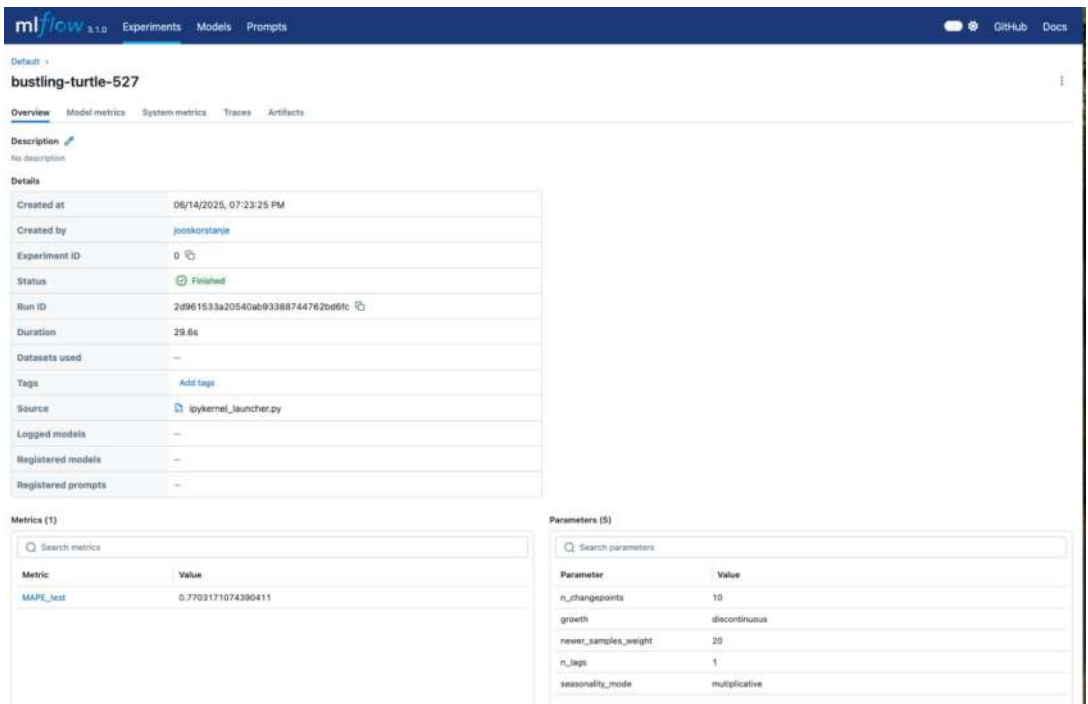 mlflow 3.1.0 Experiments Models Prompts GitHub Docs
Default
bustling-turtle-527
Overview Model metrics System metrics Traces Artifacts
Description
No description
Details
Created at 06/14/2025, 07:23:25 PM
Created by jooskorstanje
Experiment ID 0
Status Finished
Run ID 2d961533a20540ab93388744762bd6fc
Duration 29.6s
Datasets used —
Tags Add tags
Source ipykernel_launcher.py
Logged models —
Registered models —
Registered prompts —
Metrics (1)
Search metrics
Metric Value
MAPE_test 0.7703171074390411
Parameters (5)
Search parameters
Parameter Value
n_changepoints 10
growth discontinuous
newer_samples_weight 20
n_lags 1
seasonality_mode mutiplicative